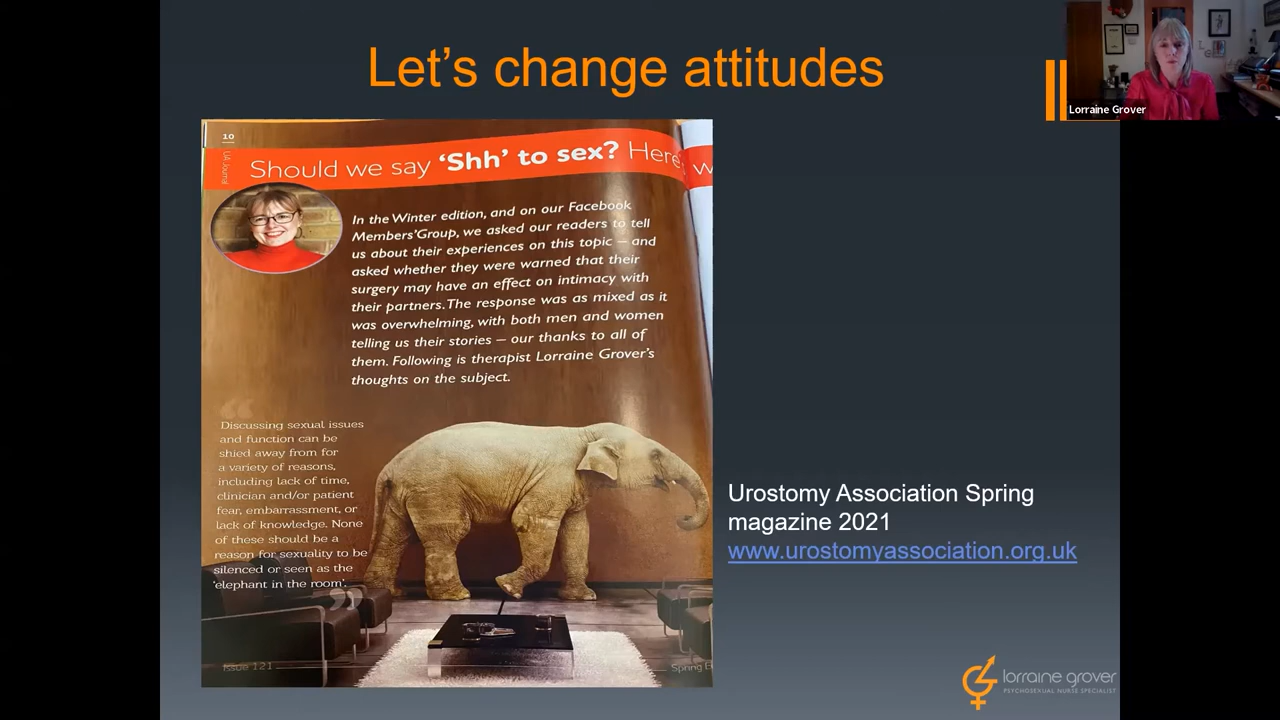 Let's change attitudes
Lorraine Grover
10
UA Journal
Should we say 'Shh' to sex? Here
In the Winter edition, and on our Facebook
Members' Group, we asked our readers to tell
us about their experiences on this topic – and
asked whether they were warned that their
surgery may have an effect on intimacy with
their partners. The response was as mixed as it
was overwhelming, with both men and women
telling us their stories – our thanks to all of
them. Following is therapist Lorraine Grover's
thoughts on the subject.
Discussing sexual issues
and function can be
shied away from for
a variety of reasons,
including lack of time,
clinician and/or patient
fear, embarrassment, or
lack of knowledge. None
of these should be a
reason for sexuality to be
silenced or seen as the
'elephant in the room'.
Issue 121
Spring
Urostomy Association Spring
magazine 2021
www.urostomyassociation.org.uk
lorraine grover
PSYCHOSEXUAL NURSE SPECIALIST